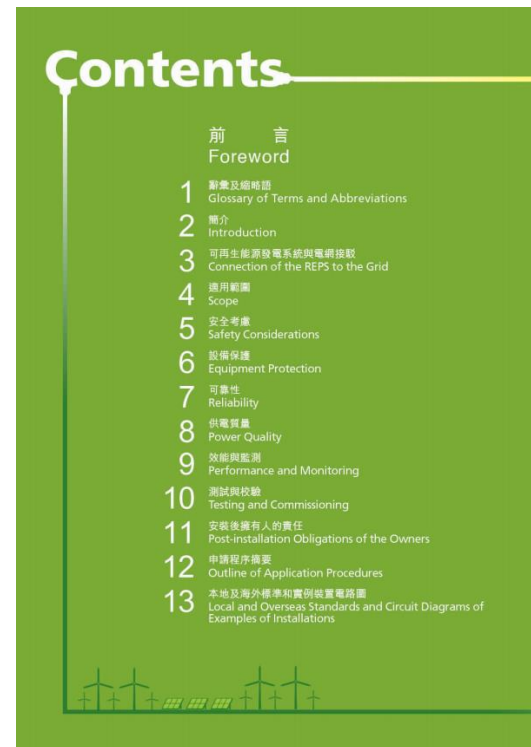 Contents
前 言
Foreword
1 辭彙及縮略語
Glossary of Terms and Abbreviations
2 簡介
Introduction
3 可再生能源發電系統與電網接駁
Connection of the REPS to the Grid
4 適用範圍
Scope
5 安全考慮
Safety Considerations
6 設備保護
Equipment Protection
7 可靠性
Reliability
8 供電質量
Power Quality
9 效能與監測
Performance and Monitoring
10 測試與校驗
Testing and Commissioning
11 安裝後擁有人的責任
Post-installation Obligations of the Owners
12 申請程序摘要
Outline of Application Procedures
13 本地及海外標準和實例裝置電路圖
Local and Overseas Standards and Circuit Diagrams of
Examples of Installations